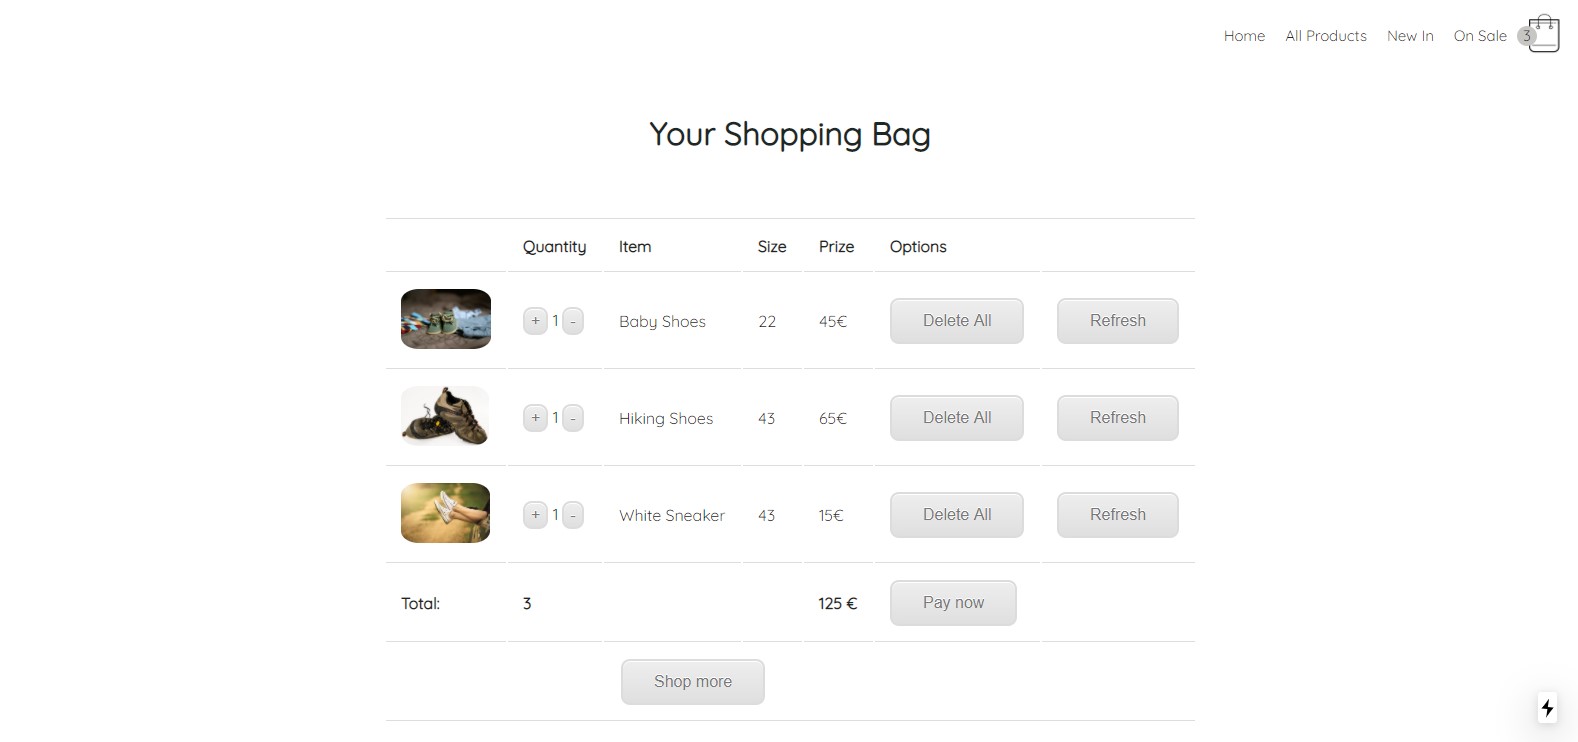 Home All Products New In On Sale 3
Your Shopping Bag
Quantity Item Size Prize Options
+ 1 - Baby Shoes 22 45€ Delete All Refresh
+ 1 - Hiking Shoes 43 65€ Delete All Refresh
+ 1 - White Sneaker 43 15€ Delete All Refresh
Total: 3 125 € Pay now
Shop more